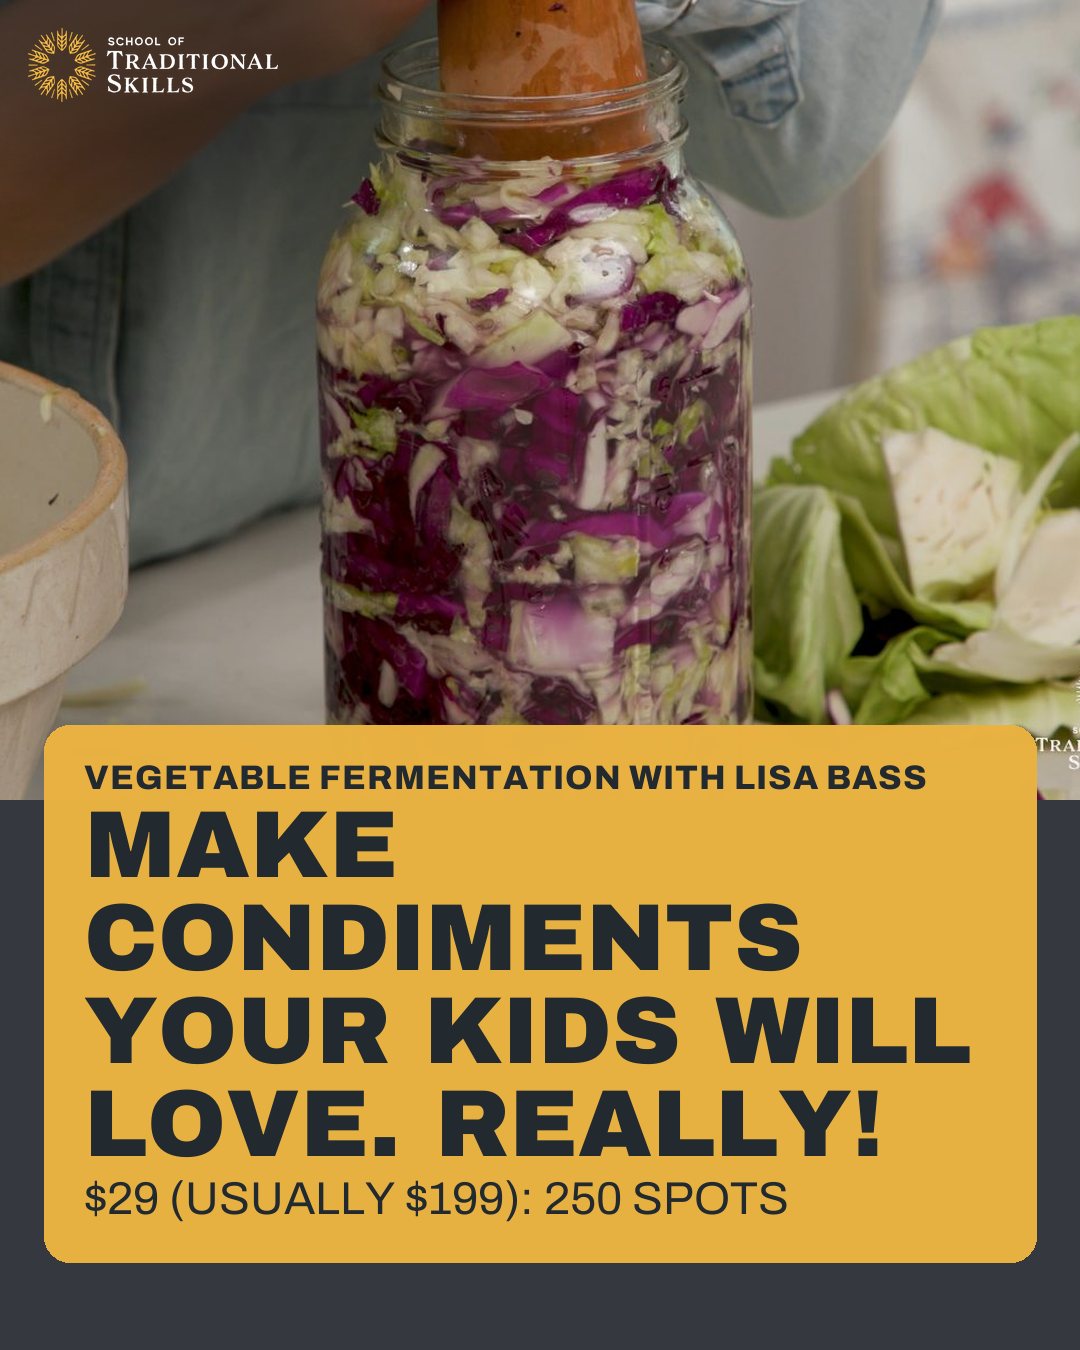 SCHOOL OF
TRADITIONAL
SKILLS
VEGETABLE FERMENTATION WITH LISA BASS
MAKE
CONDIMENTS
YOUR KIDS WILL
LOVE. REALLY!
$29 (USUALLY $199): 250 SPOTS